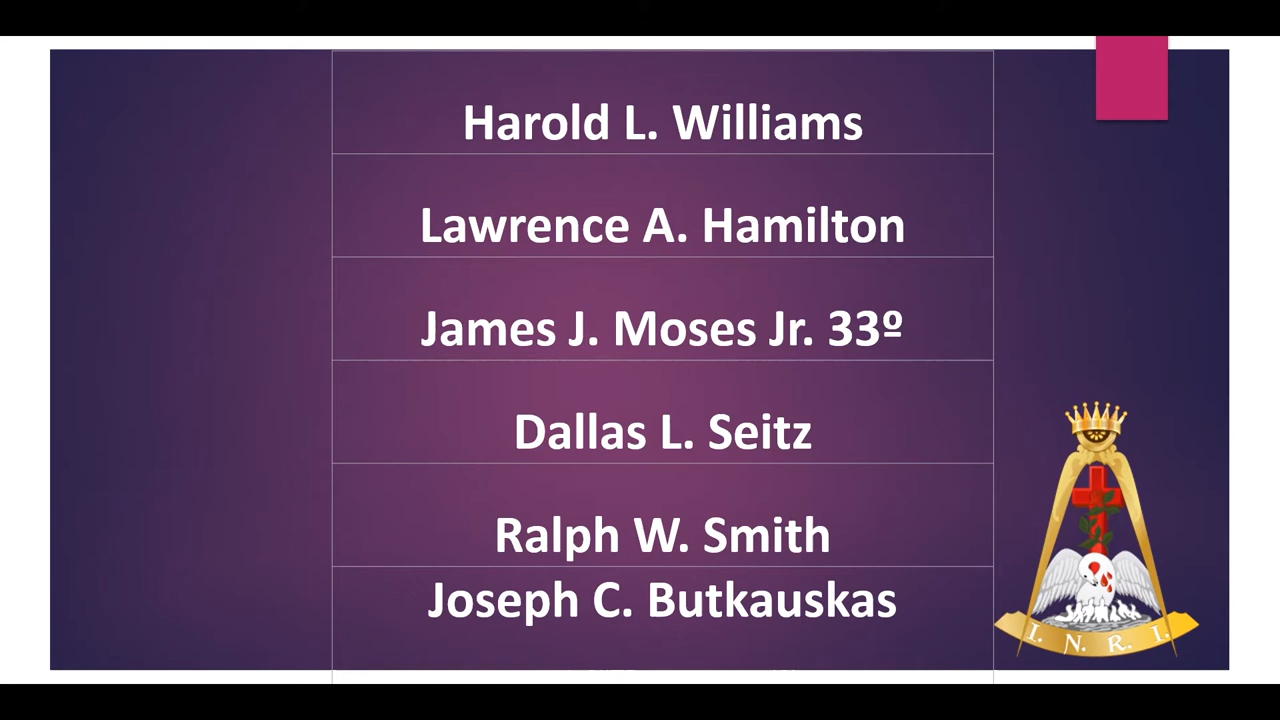 Harold L. Williams
Lawrence A. Hamilton
James J. Moses Jr. 33º
Dallas L. Seitz
Ralph W. Smith
Joseph C. Butkauskas
I. N. R. I.